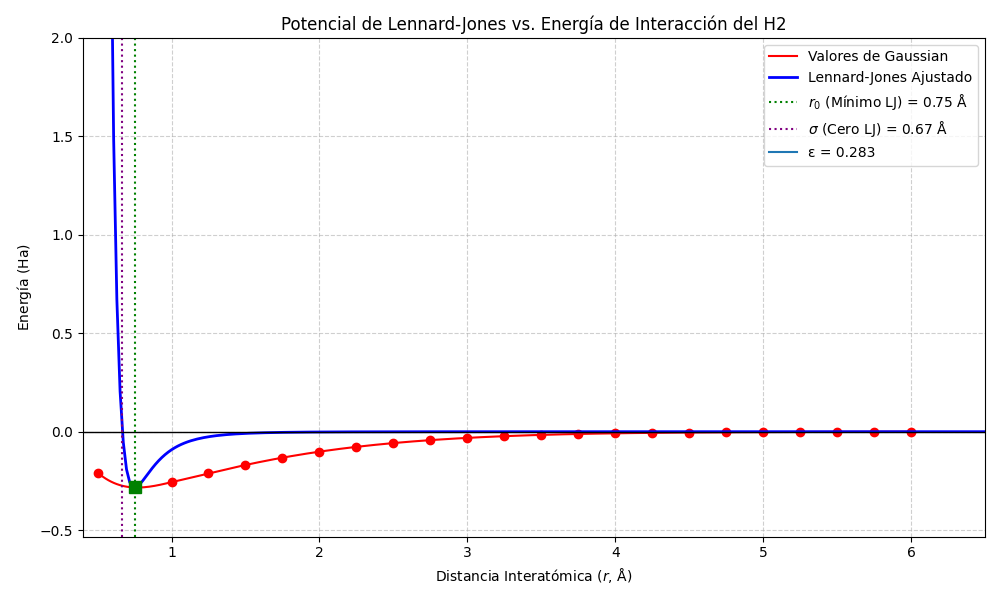 Potencial de Lennard-Jones vs. Energía de Interacción del H2
2.0
1.5
1.0
0.5
0.0
−0.5
Energía (Ha)
Valores de Gaussian
Lennard-Jones Ajustado
r₀ (Mínimo LJ) = 0.75 Å
σ (Cero LJ) = 0.67 Å
ε = 0.283
1 2 3 4 5 6
Distancia Interatómica (r, Å)